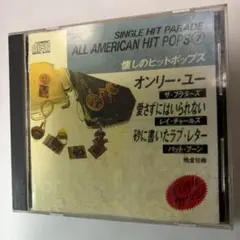 SINGLE HIT PARADE
ALL AMERICAN HIT POPS⑦
懐しのヒットポップス
オンリー・ユー
ザ・プラターズ
愛さずにはいられない
レイ・チャールズ
砂に書いたラブ・レター
パット・ブーン